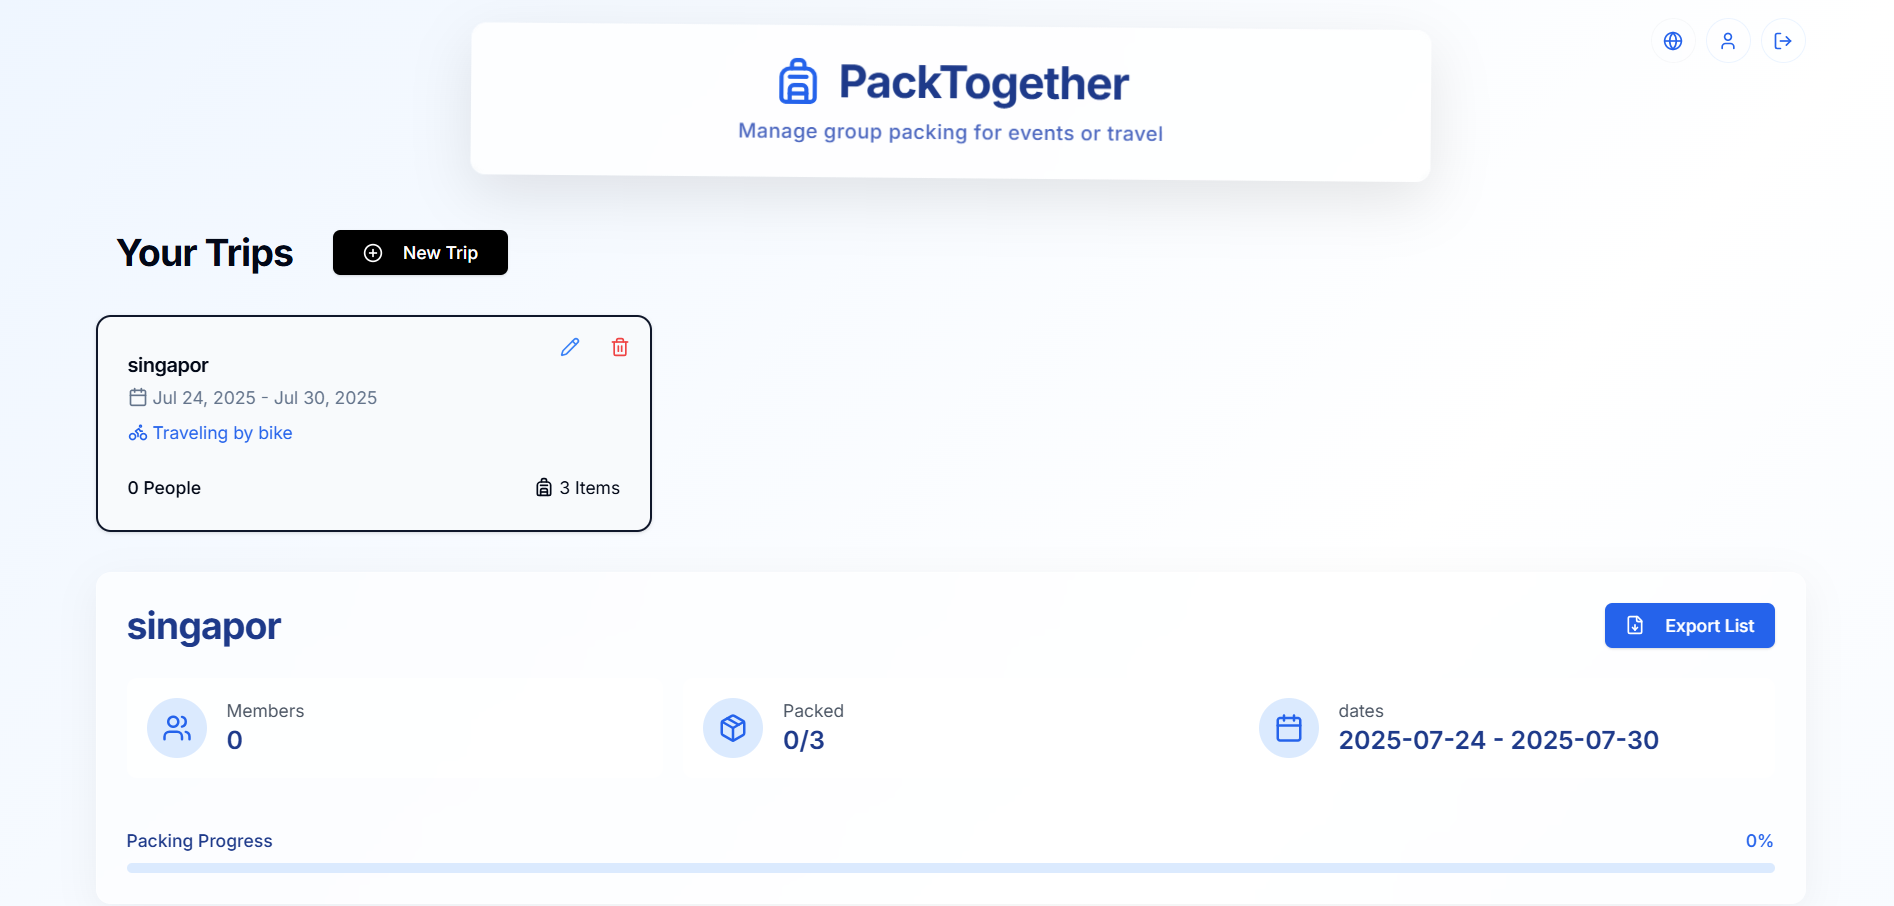 PackTogether
Manage group packing for events or travel
Your Trips
New Trip
singapor
Jul 24, 2025 - Jul 30, 2025
Traveling by bike
0 People
3 Items
singapor
Export List
Members
0
Packed
0/3
dates
2025-07-24 - 2025-07-30
Packing Progress
0%